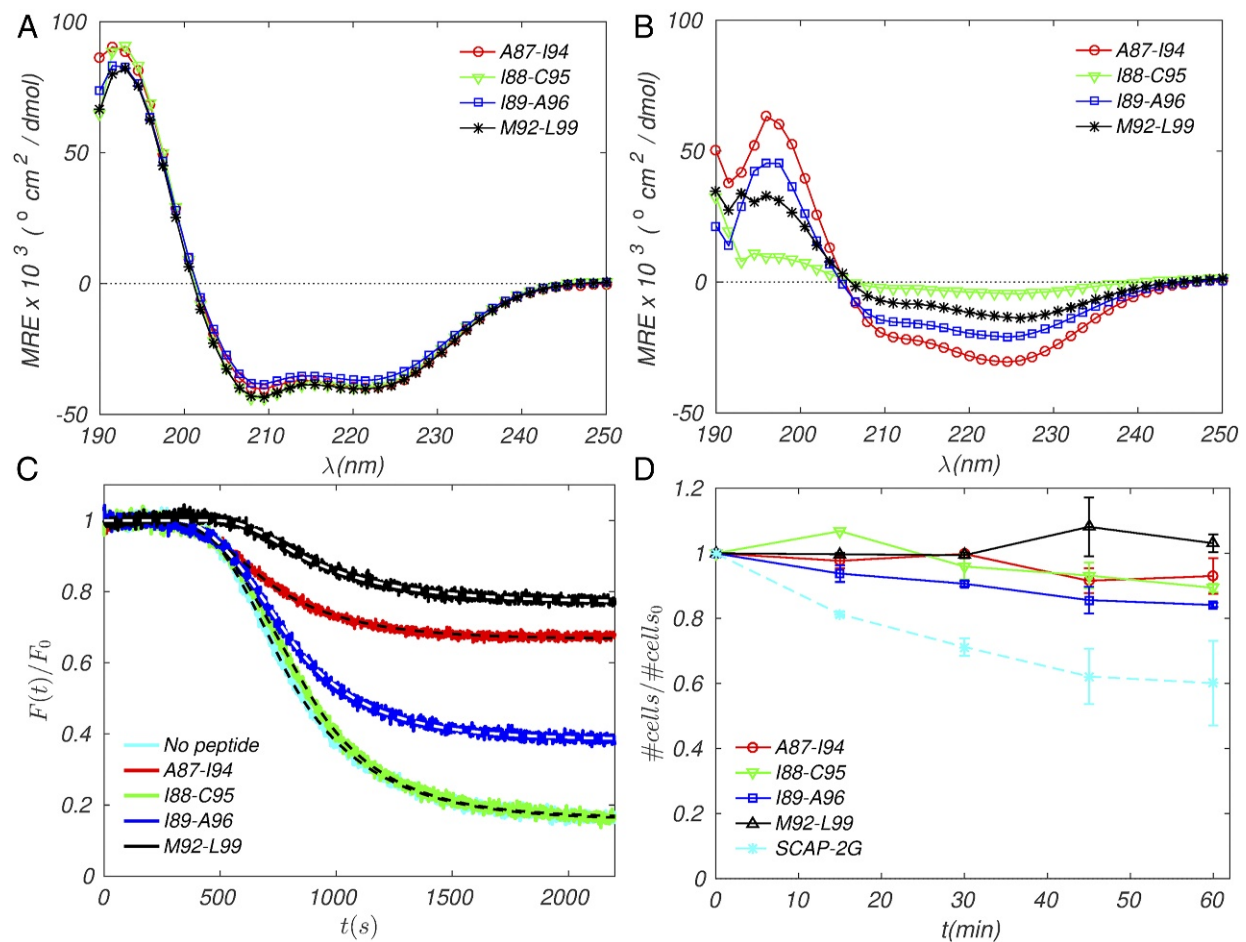 A
100
50
0
-50
MRE x 10 3 ( o cm 2 / dmol)
190 200 210 220 230 240 250
λ(nm)
A87-I94
I88-C95
I89-A96
M92-L99
B
100
50
0
-50
MRE x 10 3 ( o cm 2 / dmol)
190 200 210 220 230 240 250
λ(nm)
A87-I94
I88-C95
I89-A96
M92-L99
C
1
0.8
0.6
0.4
0.2
0
F(t)/F0
0 500 1000 1500 2000
t(s)
No peptide
A87-I94
I88-C95
I89-A96
M92-L99
D
1.2
1
0.8
0.6
0.4
0.2
0
#cells/#cells0
0 10 20 30 40 50 60
t(min)
A87-I94
I88-C95
I89-A96
M92-L99
SCAP-2G